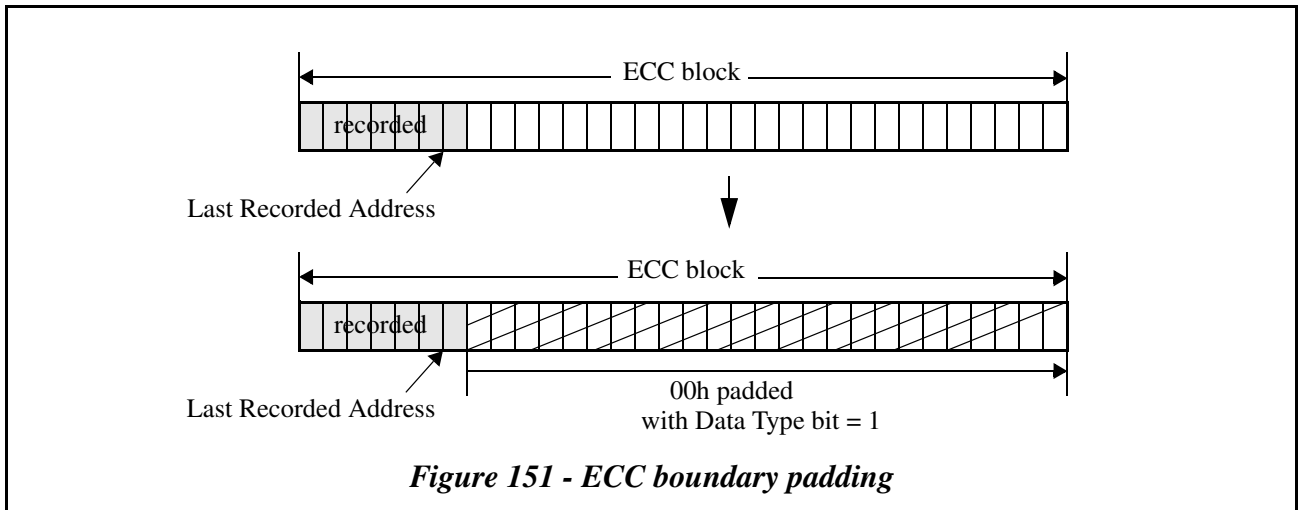 ECC block
recorded
Last Recorded Address
ECC block
recorded
Last Recorded Address
00h padded
with Data Type bit = 1
Figure 151 - ECC boundary padding